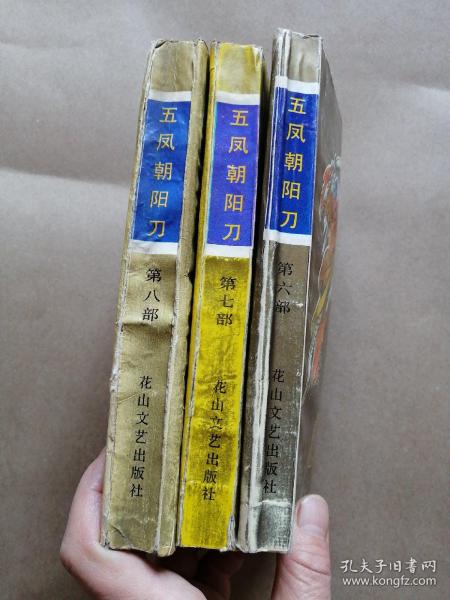 五凤朝阳刀
第八部
花山文艺出版社
五凤朝阳刀
第七部
花山文艺出版社
五凤朝阳刀
第六部
花山文艺出版社
孔夫子旧书网
www.kongfz.com